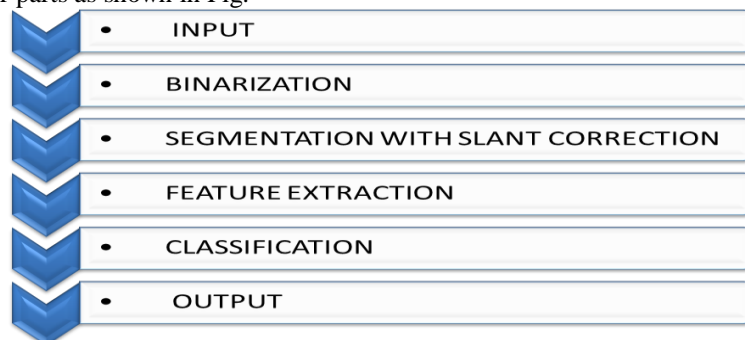 parts as shown in Fig.
• INPUT
• BINARIZATION
• SEGMENTATION WITH SLANT CORRECTION
• FEATURE EXTRACTION
• CLASSIFICATION
• OUTPUT